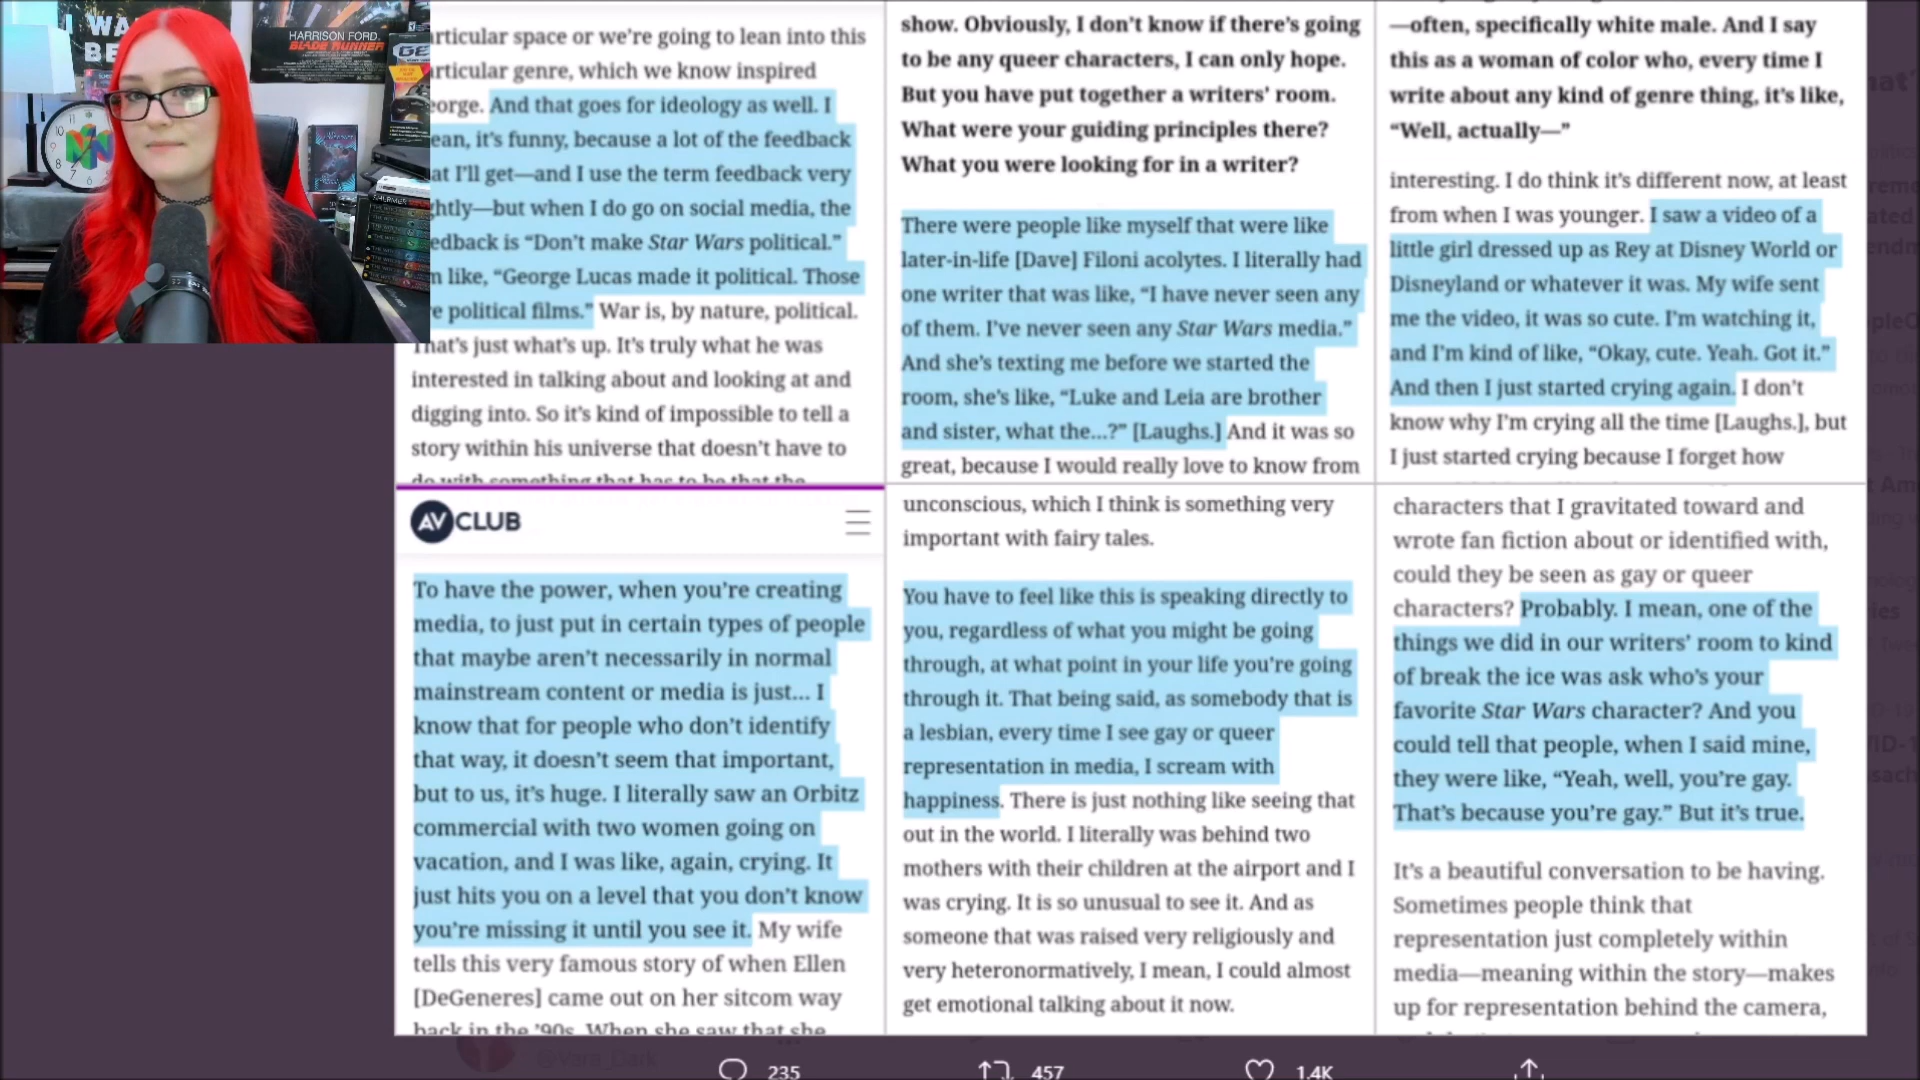 HARRISON FORD.
BLADE RUNNER
rticular space or we’re going to lean into this
rticular genre, which we know inspired
eorge. And that goes for ideology as well. I
ean, it’s funny, because a lot of the feedback
at I’ll get—and I use the term feedback very
htly—but when I do go on social media, the
edback is “Don’t make Star Wars political.”
n like, “George Lucas made it political. Those
e political films.” War is, by nature, political.
That’s just what’s up. It’s truly what he was
interested in talking about and looking at and
digging into. So it’s kind of impossible to tell a
story within his universe that doesn’t have to
do with something that has to be that the
show. Obviously, I don’t know if there’s going
to be any queer characters, I can only hope.
But you have put together a writers’ room.
What were your guiding principles there?
What you were looking for in a writer?
There were people like myself that were like
later-in-life [Dave] Filoni acolytes. I literally had
one writer that was like, “I have never seen any
of them. I’ve never seen any Star Wars media.”
And she’s texting me before we started the
room, she’s like, “Luke and Leia are brother
and sister, what the...?” [Laughs.] And it was so
great, because I would really love to know from
—often, specifically white male. And I say
this as a woman of color who, every time I
write about any kind of genre thing, it’s like,
“Well, actually—”
interesting. I do think it’s different now, at least
from when I was younger. I saw a video of a
little girl dressed up as Rey at Disney World or
Disneyland or whatever it was. My wife sent
me the video, it was so cute. I’m watching it,
and I’m kind of like, “Okay, cute. Yeah. Got it.”
And then I just started crying again. I don’t
know why I’m crying all the time [Laughs.], but
I just started crying because I forget how
AV CLUB
To have the power, when you’re creating
media, to just put in certain types of people
that maybe aren’t necessarily in normal
mainstream content or media is just... I
know that for people who don’t identify
that way, it doesn’t seem that important,
but to us, it’s huge. I literally saw an Orbitz
commercial with two women going on
vacation, and I was like, again, crying. It
just hits you on a level that you don’t know
you’re missing it until you see it. My wife
tells this very famous story of when Ellen
[DeGeneres] came out on her sitcom way
back in the ’90s. When she saw that she
unconscious, which I think is something very
important with fairy tales.
You have to feel like this is speaking directly to
you, regardless of what you might be going
through, at what point in your life you’re going
through it. That being said, as somebody that is
a lesbian, every time I see gay or queer
representation in media, I scream with
happiness. There is just nothing like seeing that
out in the world. I literally was behind two
mothers with their children at the airport and I
was crying. It is so unusual to see it. And as
someone that was raised very religiously and
very heteronormatively, I mean, I could almost
get emotional talking about it now.
characters that I gravitated toward and
wrote fan fiction about or identified with,
could they be seen as gay or queer
characters? Probably. I mean, one of the
things we did in our writers’ room to kind
of break the ice was ask who’s your
favorite Star Wars character? And you
could tell that people, when I said mine,
they were like, “Yeah, well, you’re gay.
That’s because you’re gay.” But it’s true.
It’s a beautiful conversation to be having.
Sometimes people think that
representation just completely within
media—meaning within the story—makes
up for representation behind the camera,
@Vara_Dark
235
457
1.4K